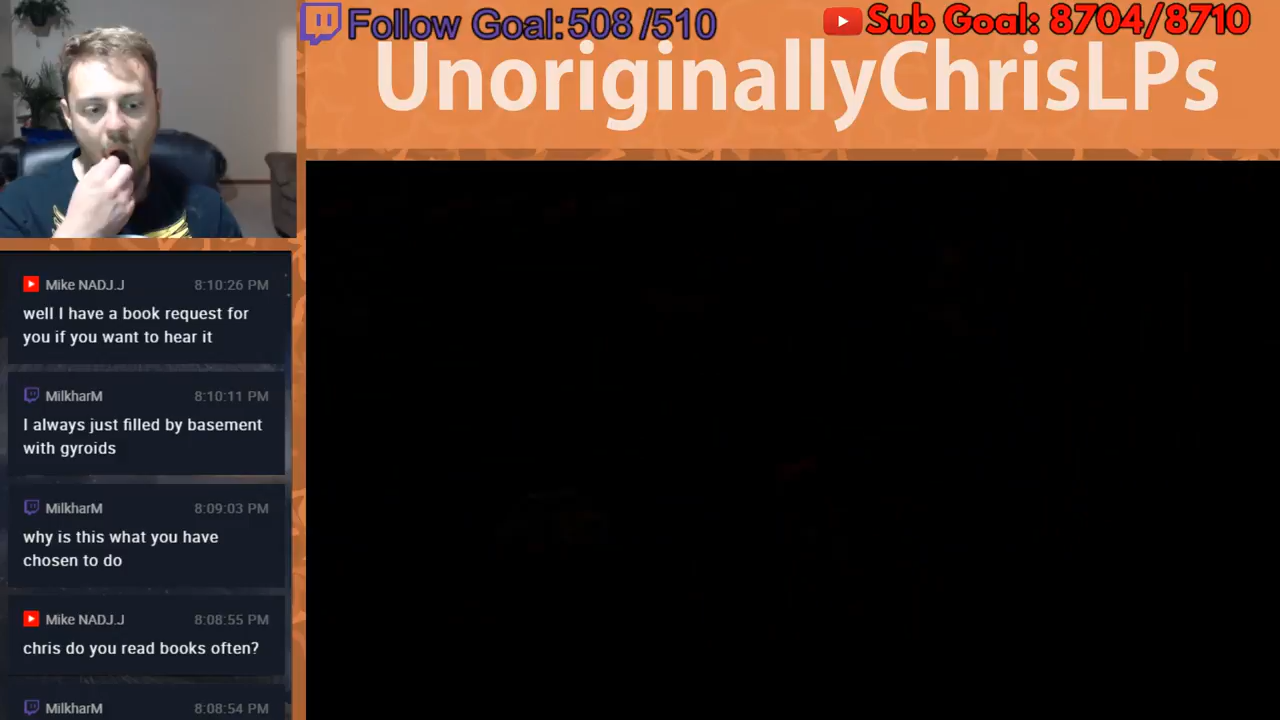 Follow Goal: 508 /510
Sub Goal: 8704/8710
UnoriginallyChrisLPs
Mike NADJ.J 8:10:26 PM
well I have a book request for
you if you want to hear it
MilkharM 8:10:11 PM
I always just filled by basement
with gyroids
MilkharM 8:09:03 PM
why is this what you have
chosen to do
Mike NADJ.J 8:08:55 PM
chris do you read books often?
MilkharM 8:08:54 PM